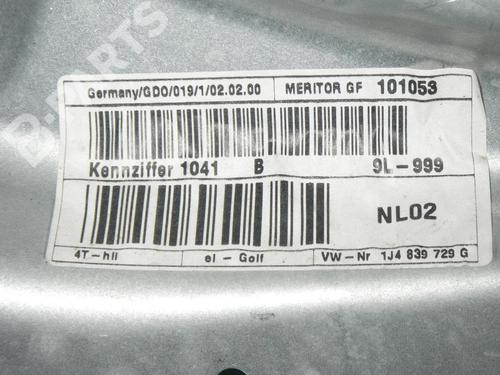 B-PARTS
Germany/GDO/019/1/02.02.00 MERITOR GF 101053
Kennziffer 1041 B 9L-999
NL02
4T-hli el - Golf VW-Nr 1J4 839 729 G